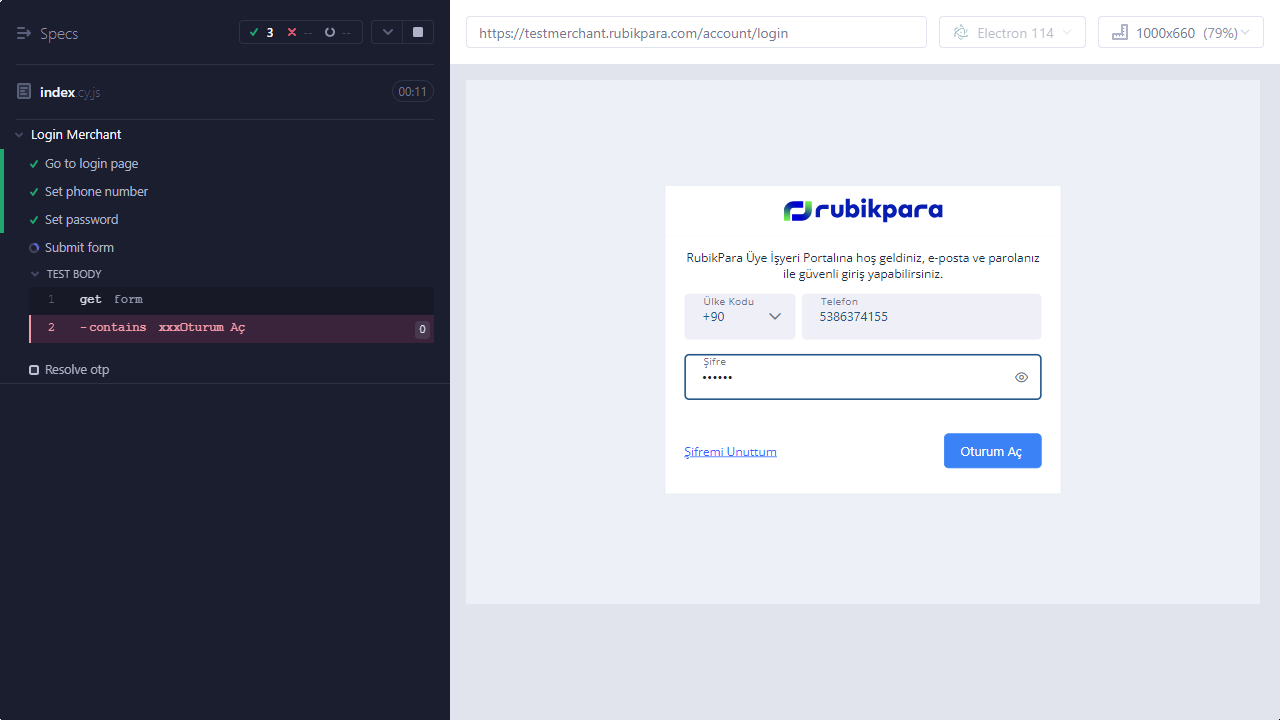 Specs
3 -- --
index.cy.js
00:11
Login Merchant
Go to login page
Set phone number
Set password
Submit form
TEST BODY
1 get form
2 -contains xxxOturum Aç 0
Resolve otp
https://testmerchant.rubikpara.com/account/login
Electron 114
1000x660 (79%)
rubikpara
RubikPara Üye İşyeri Portalına hoş geldiniz, e-posta ve parolanız
ile güvenli giriş yapabilirsiniz.
Ülke Kodu
+90
Telefon
5386374155
Şifre
••••••
Şifremi Unuttum
Oturum Aç